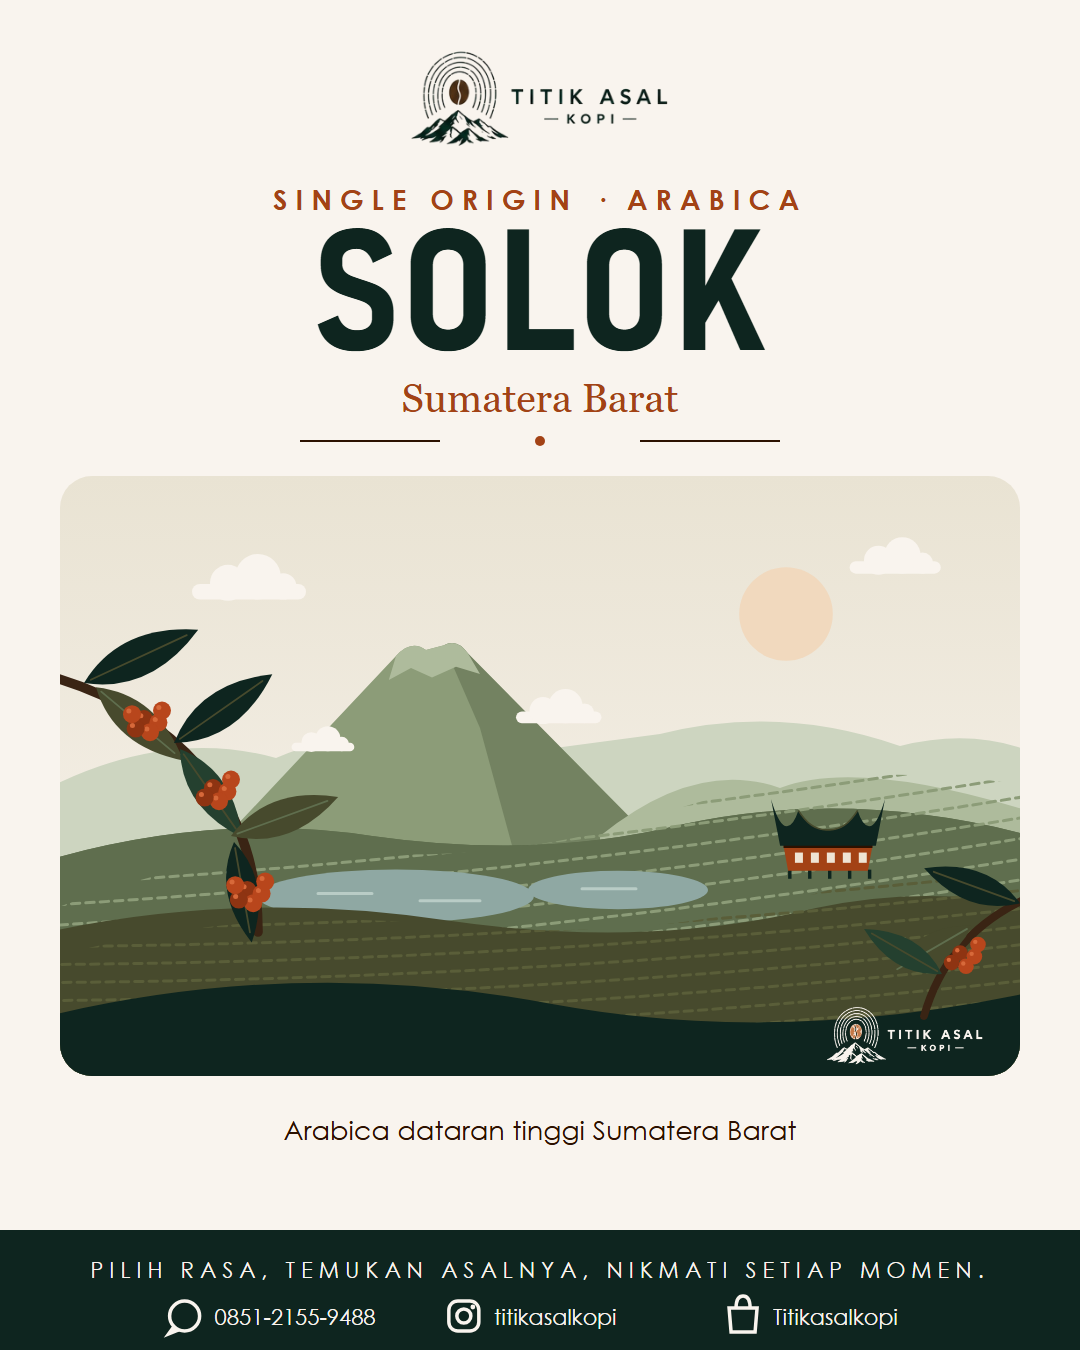 TITIK ASAL
KOPI
SINGLE ORIGIN · ARABICA
SOLOK
Sumatera Barat
TITIK ASAL
KOPI
Arabica dataran tinggi Sumatera Barat
PILIH RASA, TEMUKAN ASALNYA, NIKMATI SETIAP MOMEN.
0851-2155-9488 titikasalkopi Titikasalkopi